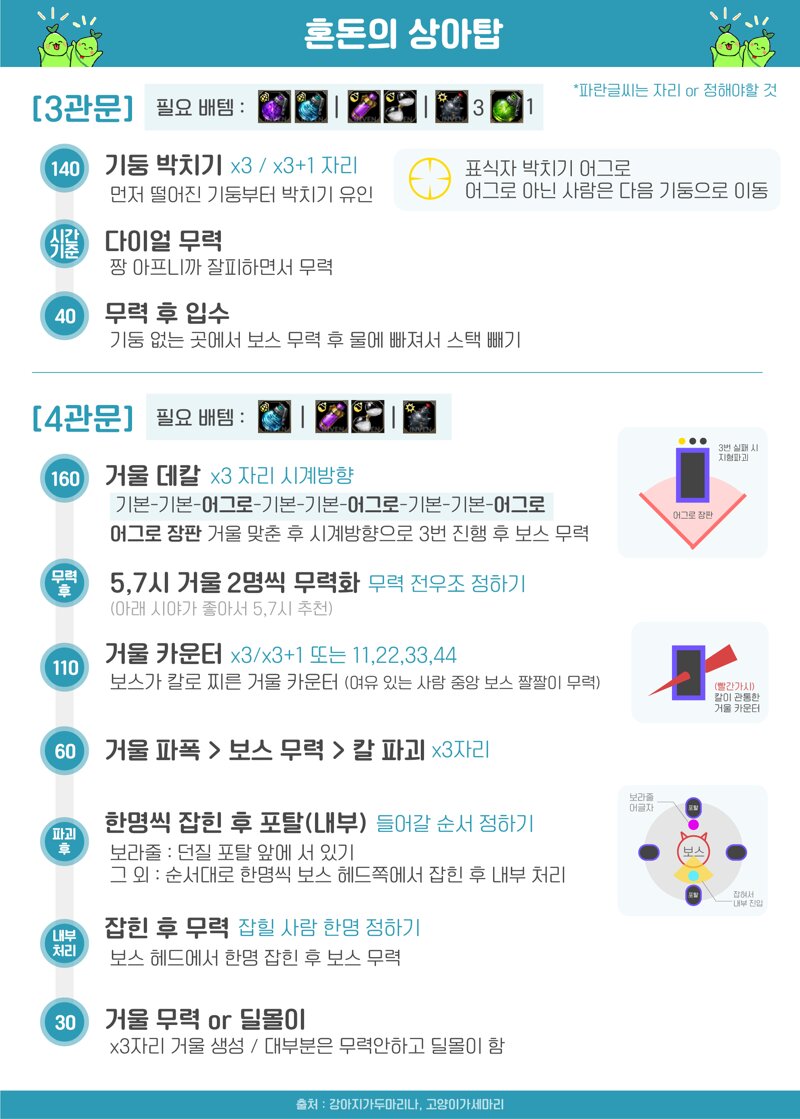 혼돈의 상아탑
*파란글씨는 자리 or 정해야할 것
[3관문] 필요 배템 : | | 3 1
140 기둥 박치기 x3 / x3+1 자리
먼저 떨어진 기둥부터 박치기 유인
표식자 박치기 어그로
어그로 아닌 사람은 다음 기둥으로 이동
시간
기준
다이얼 무력
짱 아프니까 잘피하면서 무력
40 무력 후 입수
기둥 없는 곳에서 보스 무력 후 물에 빠져서 스택 빼기
[4관문] 필요 배템 : | |
160 거울 데칼 x3 자리 시계방향
기본-기본-어그로-기본-기본-어그로-기본-기본-어그로
어그로 장판 거울 맞춘 후 시계방향으로 3번 진행 후 보스 무력
3번 실패 시
지형파괴
어그로 장판
무력
후
5,7시 거울 2명씩 무력화 무력 전우조 정하기
(아래 시야가 좋아서 5,7시 추천)
110 거울 카운터 x3/x3+1 또는 11,22,33,44
보스가 칼로 찌른 거울 카운터 (여유 있는 사람 중앙 보스 짤짤이 무력)
(빨간가시)
칼이 관통한
거울 카운터
60 거울 파폭 > 보스 무력 > 칼 파괴 x3자리
파괴
후
한명씩 잡힌 후 포탈(내부) 들어갈 순서 정하기
보라줄 : 던질 포탈 앞에 서 있기
그 외 : 순서대로 한명씩 보스 헤드쪽에서 잡힌 후 내부 처리
보라줄
어글자
포탈
보스
포탈
잡혀서
내부 진입
내부
처리
잡힌 후 무력 잡힐 사람 한명 정하기
보스 헤드에서 한명 잡힌 후 보스 무력
30 거울 무력 or 딜몰이
x3자리 거울 생성 / 대부분은 무력안하고 딜몰이 함
출처 : 강아지가두마리나, 고양이가세마리